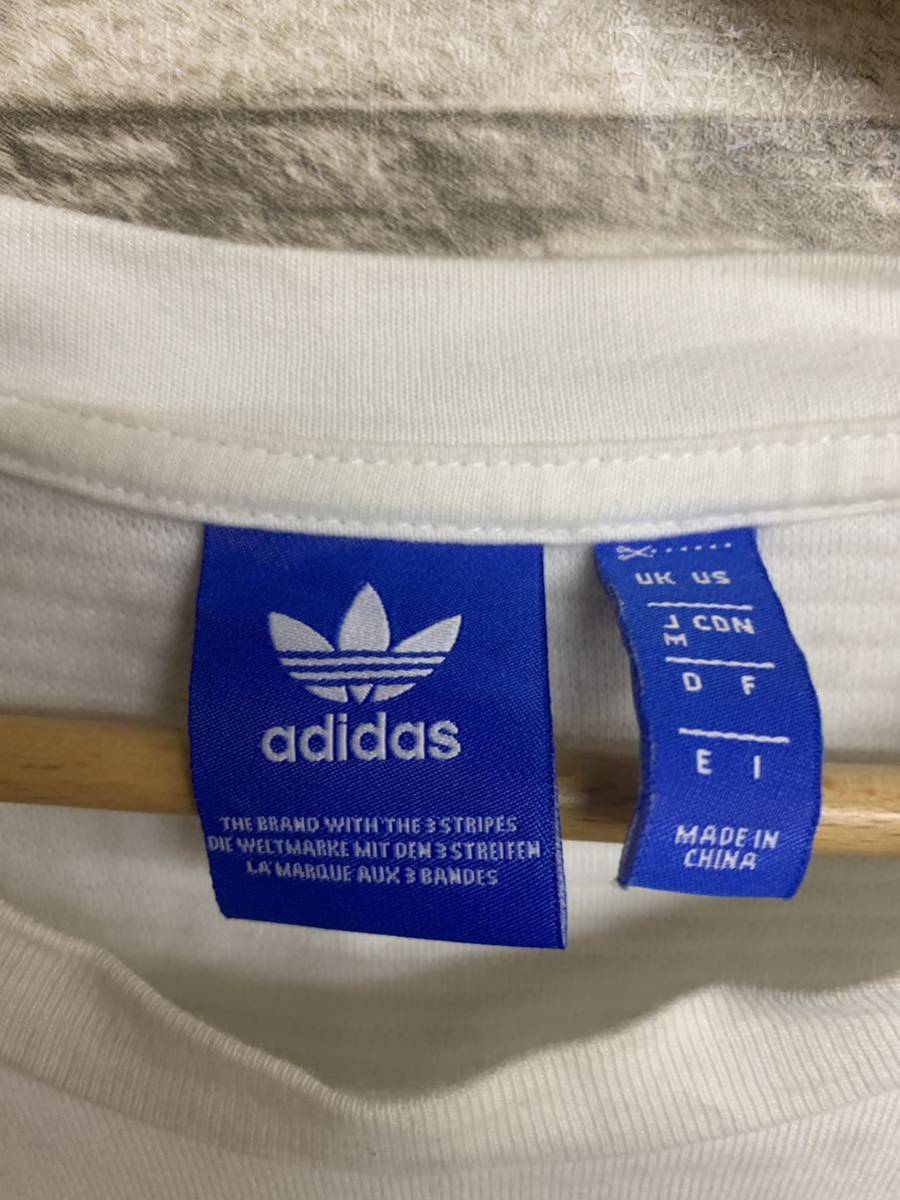 adidas
THE BRAND WITH THE 3 STRIPES
DIE WELTMARKE MIT DEN 3 STREIFEN
LA MARQUE AUX 3 BANDES
UK US
J CDN
M
D F
E I
MADE IN
CHINA